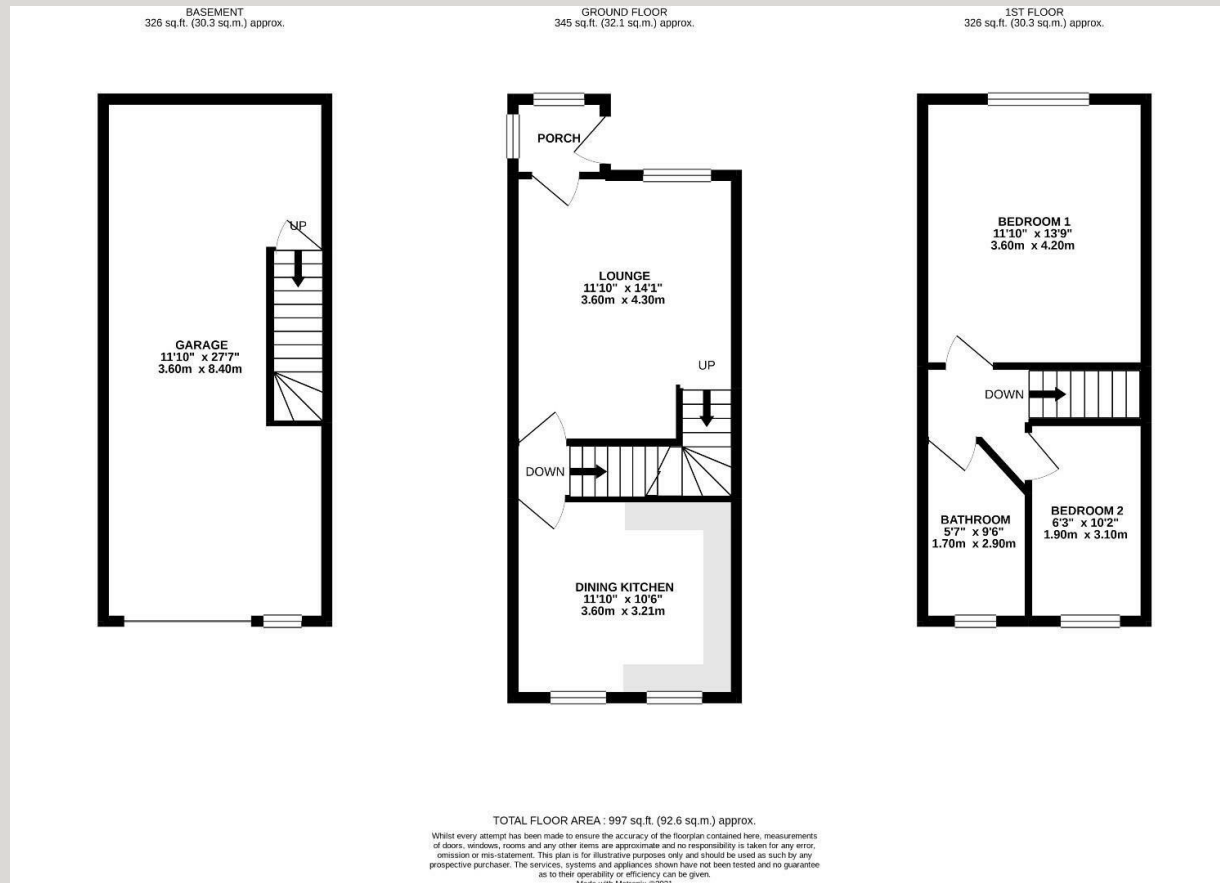 BASEMENT
326 sq.ft. (30.3 sq.m.) approx.
GROUND FLOOR
345 sq.ft. (32.1 sq.m.) approx.
1ST FLOOR
326 sq.ft. (30.3 sq.m.) approx.
UP
GARAGE
11'10" x 27'7"
3.60m x 8.40m
PORCH
LOUNGE
11'10" x 14'1"
3.60m x 4.30m
UP
DOWN
DINING KITCHEN
11'10" x 10'6"
3.60m x 3.21m
BEDROOM 1
11'10" x 13'9"
3.60m x 4.20m
DOWN
BATHROOM
5'7" x 9'6"
1.70m x 2.90m
BEDROOM 2
6'3" x 10'2"
1.90m x 3.10m
TOTAL FLOOR AREA : 997 sq.ft. (92.6 sq.m.) approx.
Whilst every attempt has been made to ensure the accuracy of the floorplan contained here, measurements
of doors, windows, rooms and any other items are approximate and no responsibility is taken for any error,
omission or mis-statement. This plan is for illustrative purposes only and should be used as such by any
prospective purchaser. The services, systems and appliances shown have not been tested and no guarantee
as to their operability or efficiency can be given.
Made with Metropix ©2021